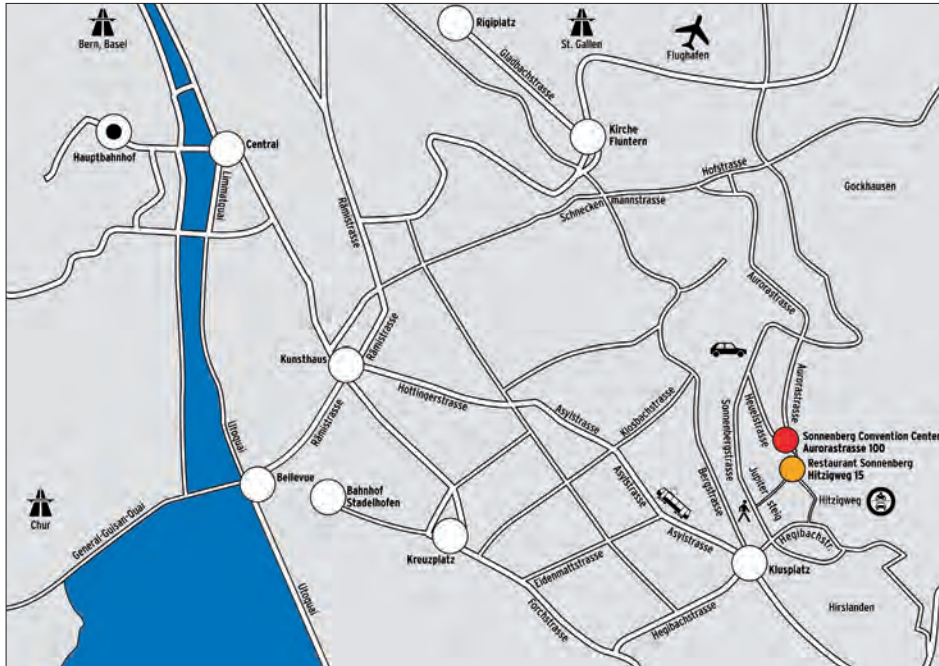 Rigiplatz
Bern, Basel
St. Gallen
Flughafen
Gladbachstrasse
Kirche
Fluntern
Central
Hauptbahnhof
Limmatquai
Hofstrasse
Gockhausen
Schneckenmannstrasse
Rämistrasse
Aurorastrasse
Rämistrasse
Kunsthaus
Hottingerstrasse
Asylstrasse
Klosbachstrasse
Sonnenbergstrasse
Heuelstrasse
Aurorastrasse
Rämistrasse
Sonnenberg Convention Center
Aurorastrasse 100
Restaurant Sonnenberg
Hitzigweg 15
Utoquai
Bellevue
Bahnhof
Stadelhofen
Asylstrasse
Bergstrasse
Jupitersteig
Hitzigweg
Chur
General-Guisan-Quai
Kreuzplatz
Asylstrasse
Hegibachstr.
Klusplatz
Eidenmattstrasse
Utoquai
Forchstrasse
Hegibachstrasse
Hirslanden